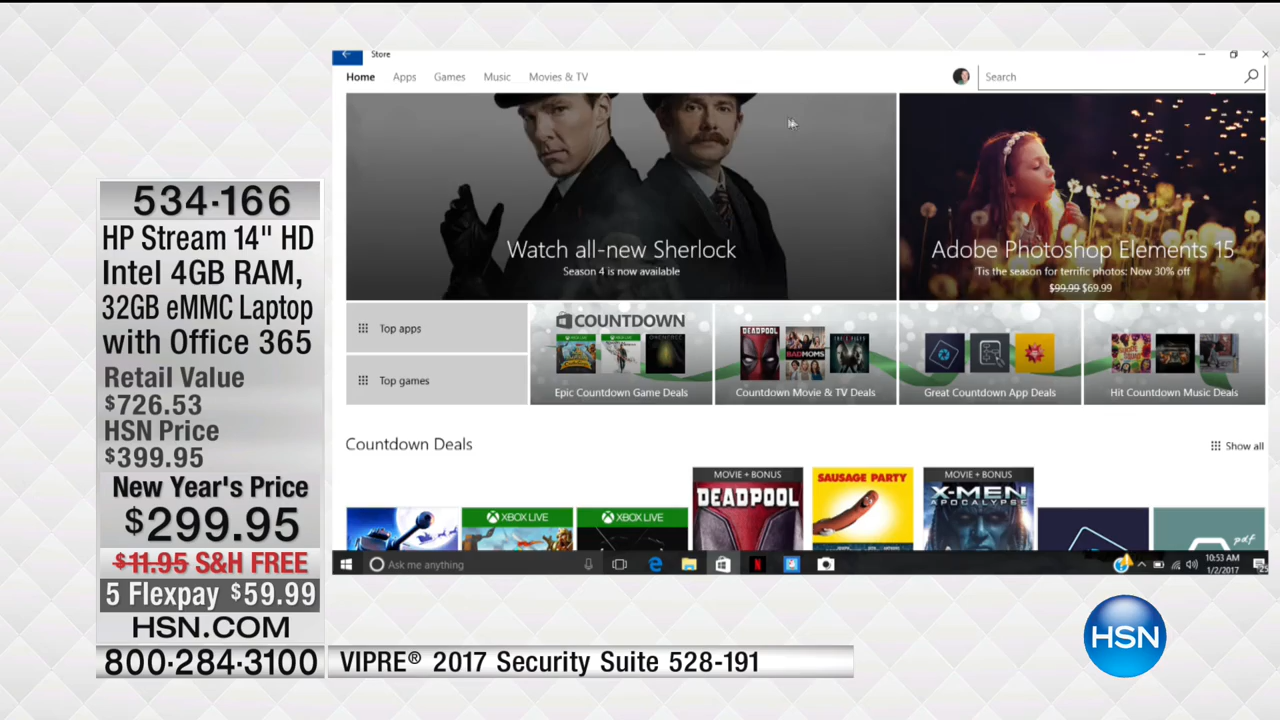 534·166
HP Stream 14" HD
Intel 4GB RAM,
32GB eMMC Laptop
with Office 365
Retail Value
$726.53
HSN Price
$399.95
New Year's Price
$299.95
$11.95 S&H FREE
5 Flexpay $59.99
HSN.COM
800·284·3100
VIPRE® 2017 Security Suite 528-191
HSN
Store
Home Apps Games Music Movies & TV
Search
Watch all-new Sherlock
Season 4 is now available
Adobe Photoshop Elements 15
'Tis the season for terrific photos: Now 30% off
$99.99 $69.99
Top apps
Top games
COUNTDOWN
Epic Countdown Game Deals
DEADPOOL
BADMOMS
Countdown Movie & TV Deals
Great Countdown App Deals
Hit Countdown Music Deals
Countdown Deals
Show all
XBOX LIVE
XBOX LIVE
MOVIE + BONUS
DEADPOOL
SAUSAGE PARTY
MOVIE + BONUS
X-MEN
APOCALYPSE
pdf
Ask me anything
10:53 AM
1/2/2017
25